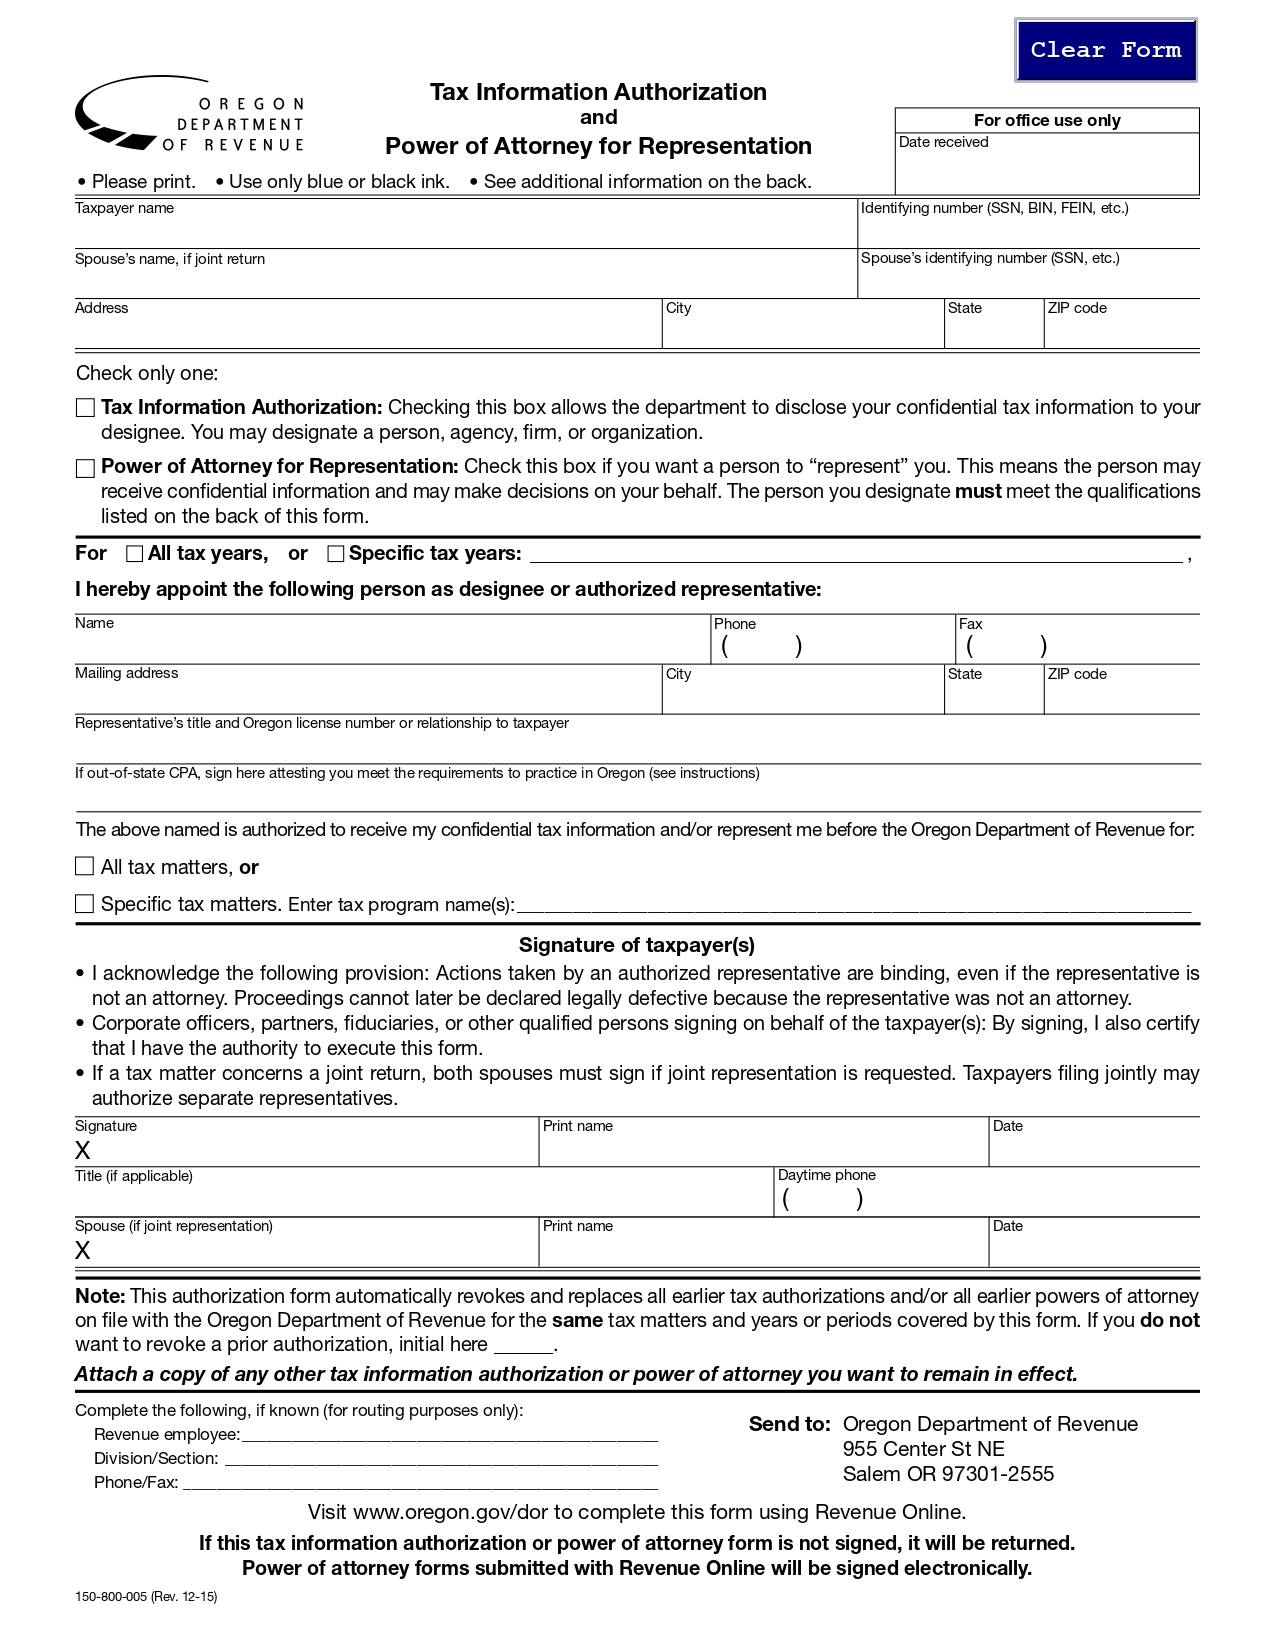 Clear Form
OREGON
DEPARTMENT
OF REVENUE
Tax Information Authorization
and
Power of Attorney for Representation
For office use only
Date received
• Please print. • Use only blue or black ink. • See additional information on the back.
Taxpayer name
Identifying number (SSN, BIN, FEIN, etc.)
Spouse’s name, if joint return
Spouse’s identifying number (SSN, etc.)
Address
City
State
ZIP code
Check only one:
Tax Information Authorization: Checking this box allows the department to disclose your confidential tax information to your
designee. You may designate a person, agency, firm, or organization.
Power of Attorney for Representation: Check this box if you want a person to “represent” you. This means the person may
receive confidential information and may make decisions on your behalf. The person you designate must meet the qualifications
listed on the back of this form.
For All tax years, or Specific tax years: ,
I hereby appoint the following person as designee or authorized representative:
Name
Phone
( )
Fax
( )
Mailing address
City
State
ZIP code
Representative’s title and Oregon license number or relationship to taxpayer
If out-of-state CPA, sign here attesting you meet the requirements to practice in Oregon (see instructions)
The above named is authorized to receive my confidential tax information and/or represent me before the Oregon Department of Revenue for:
All tax matters, or
Specific tax matters. Enter tax program name(s):
Signature of taxpayer(s)
• I acknowledge the following provision: Actions taken by an authorized representative are binding, even if the representative is
not an attorney. Proceedings cannot later be declared legally defective because the representative was not an attorney.
• Corporate officers, partners, fiduciaries, or other qualified persons signing on behalf of the taxpayer(s): By signing, I also certify
that I have the authority to execute this form.
• If a tax matter concerns a joint return, both spouses must sign if joint representation is requested. Taxpayers filing jointly may
authorize separate representatives.
Signature
X
Print name
Date
Title (if applicable)
Daytime phone
( )
Spouse (if joint representation)
X
Print name
Date
Note: This authorization form automatically revokes and replaces all earlier tax authorizations and/or all earlier powers of attorney
on file with the Oregon Department of Revenue for the same tax matters and years or periods covered by this form. If you do not
want to revoke a prior authorization, initial here ______.
Attach a copy of any other tax information authorization or power of attorney you want to remain in effect.
Complete the following, if known (for routing purposes only):
Revenue employee:
Division/Section:
Phone/Fax:
Send to: Oregon Department of Revenue
955 Center St NE
Salem OR 97301-2555
Visit www.oregon.gov/dor to complete this form using Revenue Online.
If this tax information authorization or power of attorney form is not signed, it will be returned.
Power of attorney forms submitted with Revenue Online will be signed electronically.
150-800-005 (Rev. 12-15)